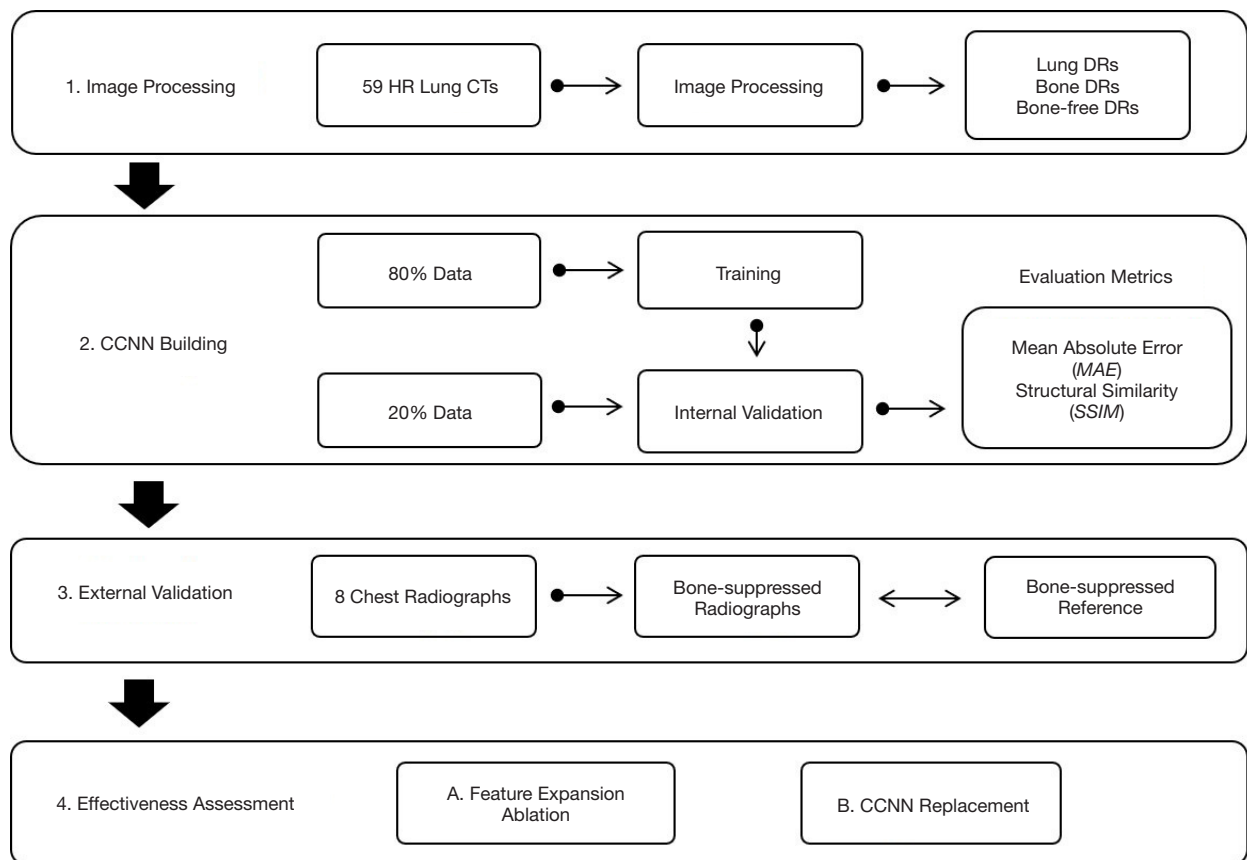 1. Image Processing
59 HR Lung CTs
Image Processing
Lung DRs
Bone DRs
Bone-free DRs
2. CCNN Building
80% Data
Training
20% Data
Internal Validation
Evaluation Metrics
Mean Absolute Error
(MAE)
Structural Similarity
(SSIM)
3. External Validation
8 Chest Radiographs
Bone-suppressed
Radiographs
Bone-suppressed
Reference
4. Effectiveness Assessment
A. Feature Expansion
Ablation
B. CCNN Replacement